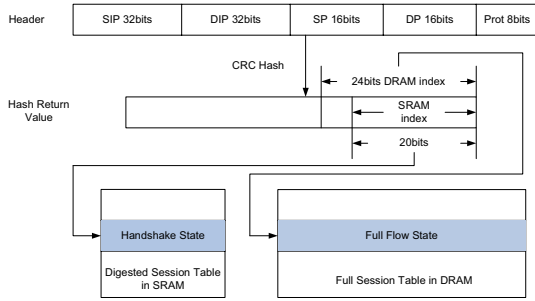 Header
SIP 32bits
DIP 32bits
SP 16bits
DP 16bits
Prot 8bits
CRC Hash
24bits DRAM index
Hash Return
Value
SRAM
index
20bits
Handshake State
Full Flow State
Digested Session Table
in SRAM
Full Session Table in DRAM